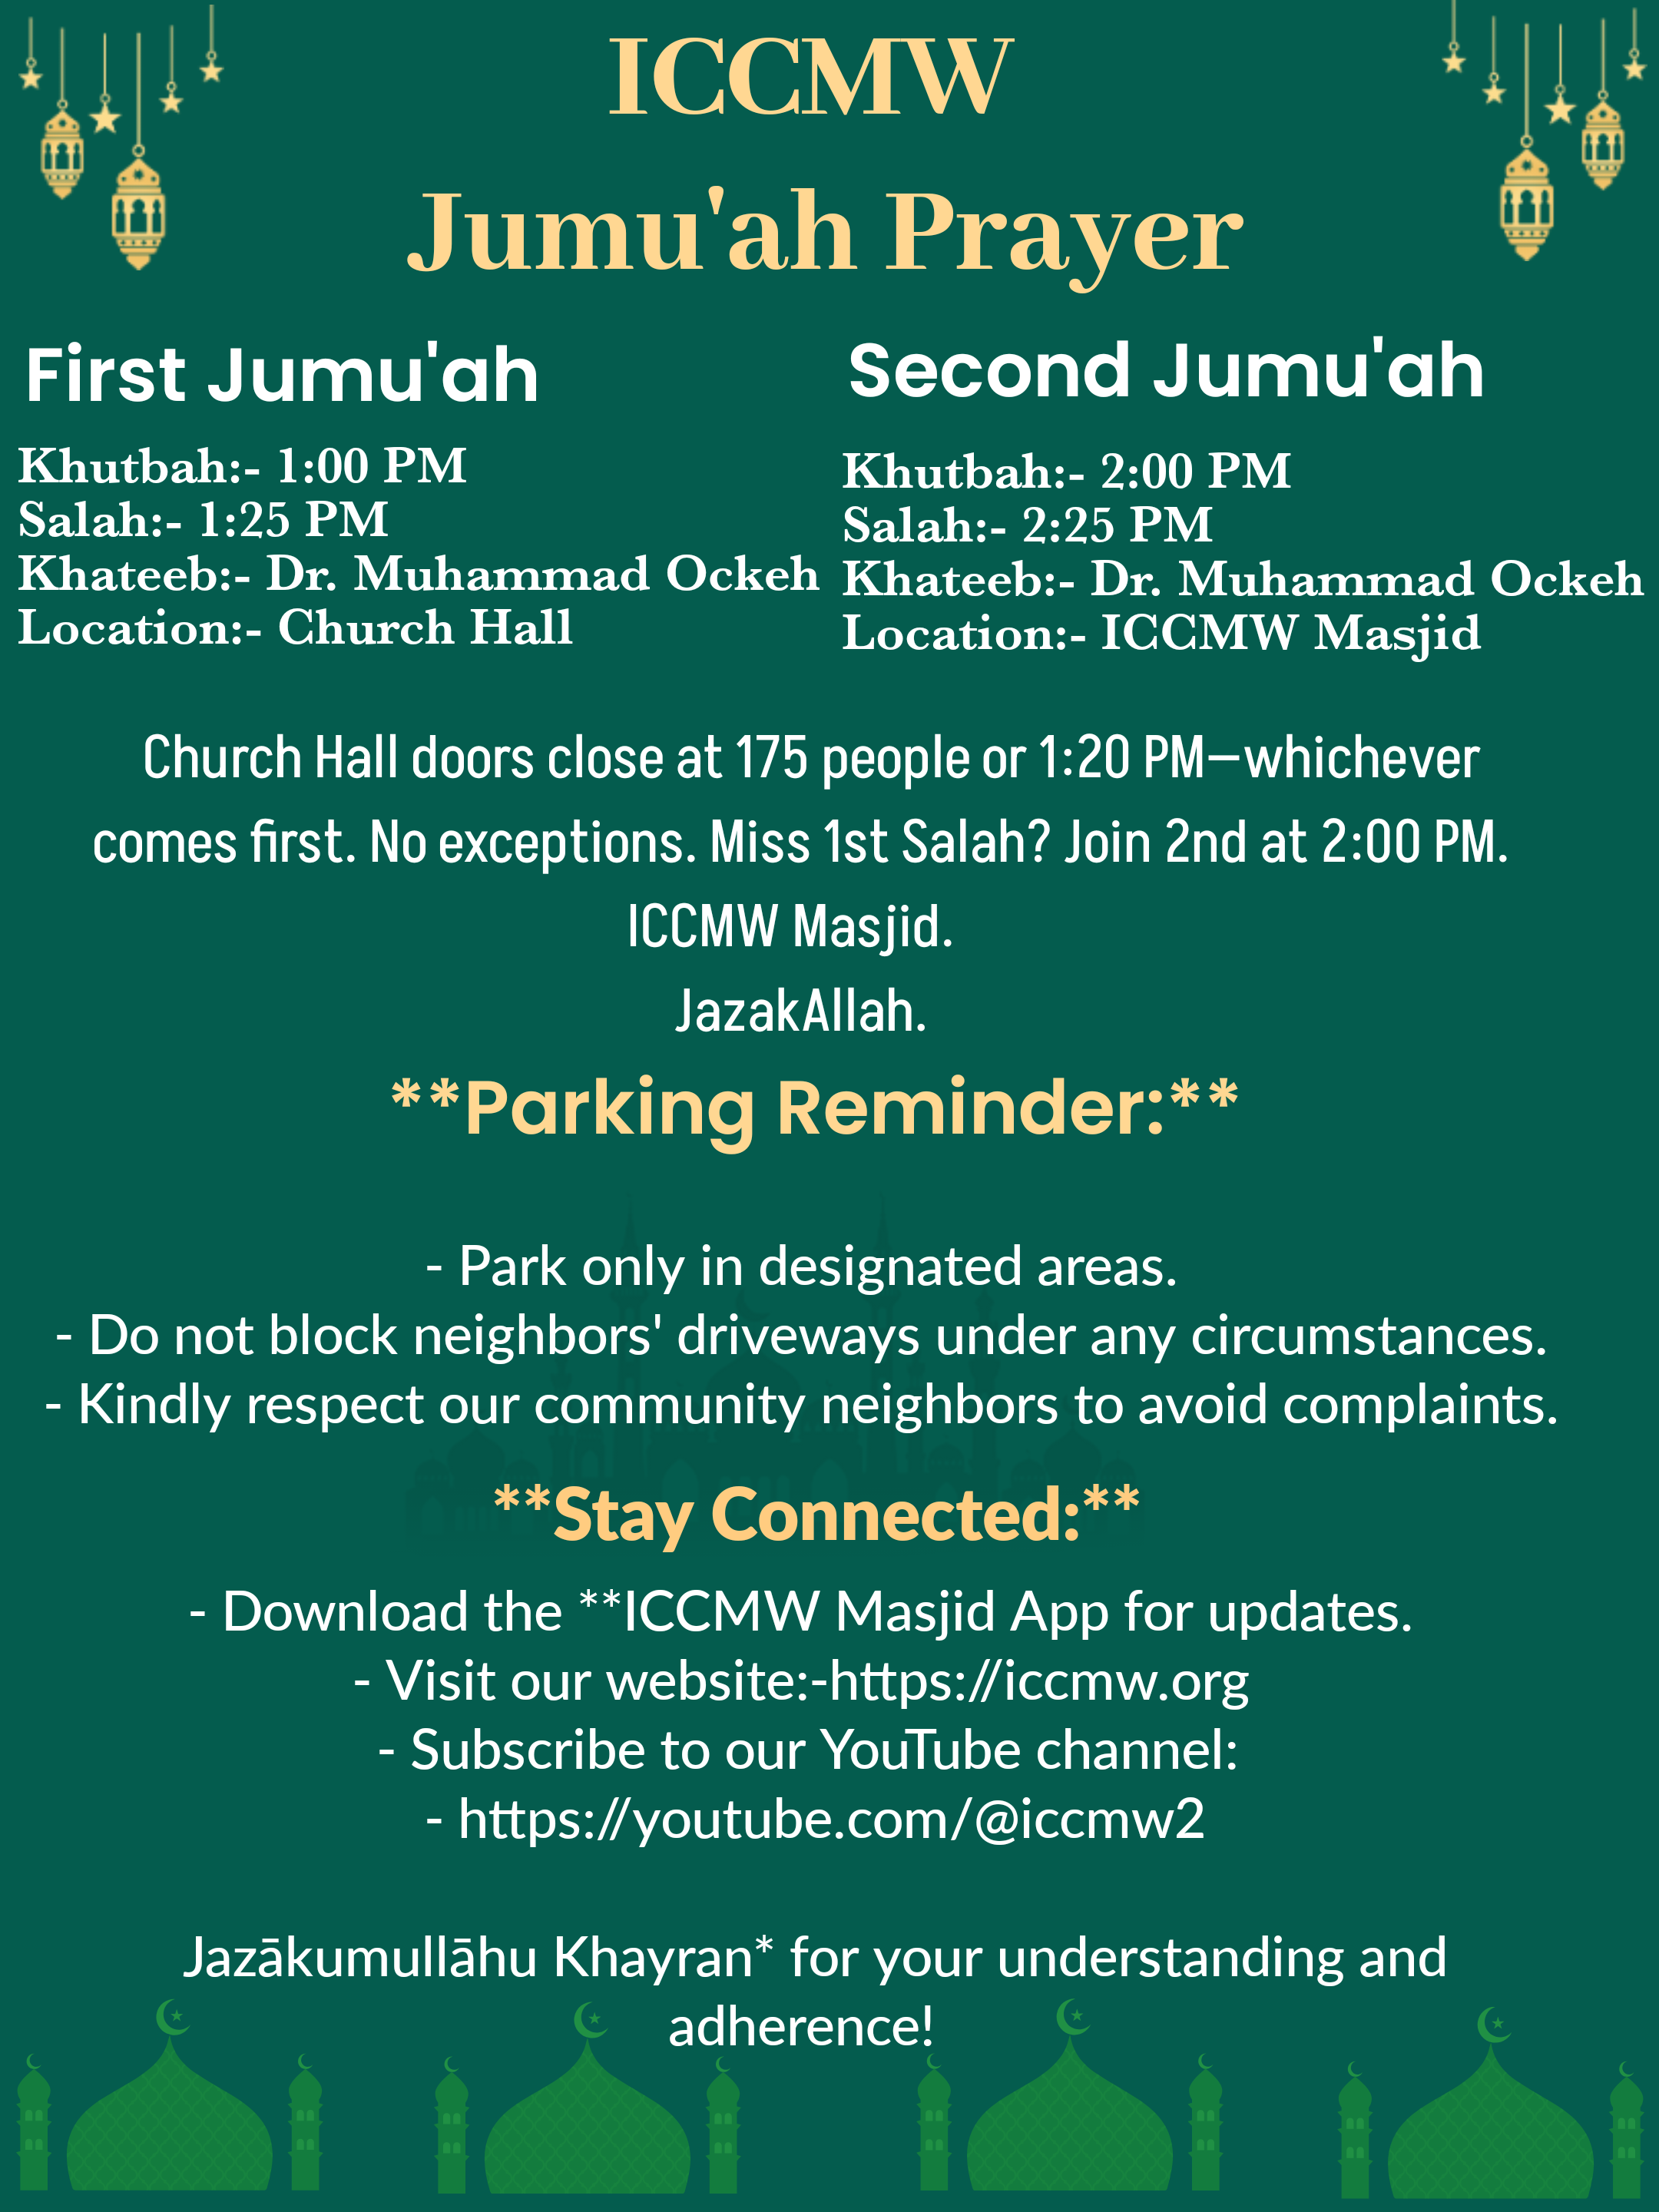 ICCMW
Jumu'ah Prayer
First Jumu'ah
Khutbah:- 1:00 PM
Salah:- 1:25 PM
Khateeb:- Dr. Muhammad Ockeh
Location:- Church Hall
Second Jumu'ah
Khutbah:- 2:00 PM
Salah:- 2:25 PM
Khateeb:- Dr. Muhammad Ockeh
Location:- ICCMW Masjid
Church Hall doors close at 175 people or 1:20 PM—whichever
comes first. No exceptions. Miss 1st Salah? Join 2nd at 2:00 PM.
ICCMW Masjid.
JazakAllah.
**Parking Reminder:**
- Park only in designated areas.
- Do not block neighbors' driveways under any circumstances.
- Kindly respect our community neighbors to avoid complaints.
**Stay Connected:**
- Download the **ICCMW Masjid App for updates.
- Visit our website:-https://iccmw.org
- Subscribe to our YouTube channel:
- https://youtube.com/@iccmw2
Jazākumullāhu Khayran* for your understanding and
adherence!